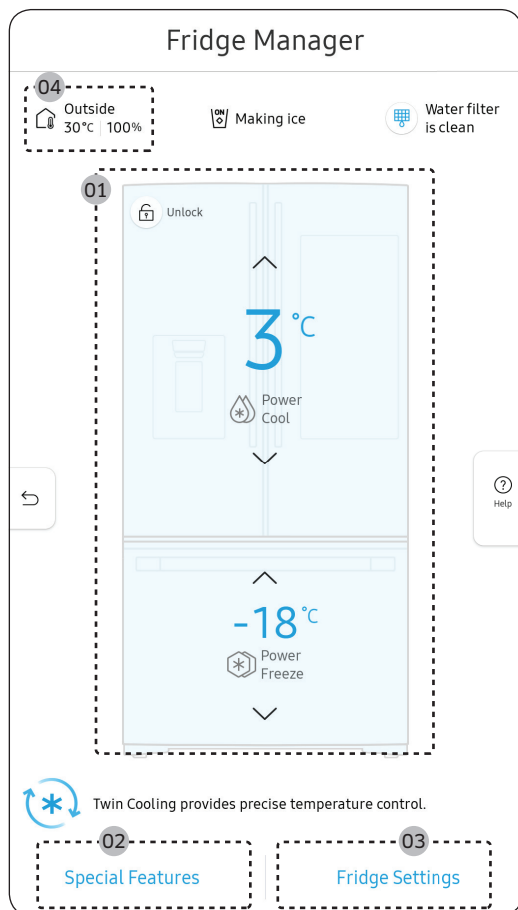 Fridge Manager
04
Outside
30°C | 100%
ON
Making ice
Water filter
is clean
01
Unlock
3 °C
Power
Cool
?
Help
-18 °C
Power
Freeze
Twin Cooling provides precise temperature control.
02
03
Special Features
Fridge Settings